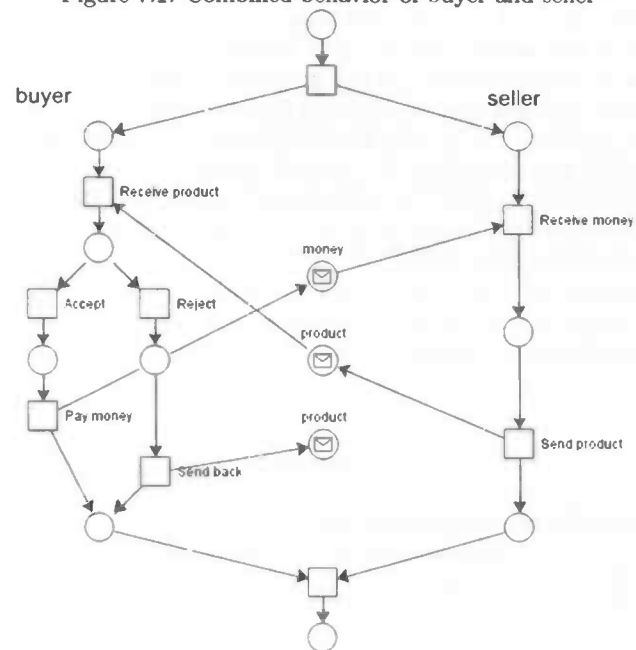 Figure 7.17 Combined behavior of buyer and seller
buyer
seller
Receive product
Receive money
money
Accept
Reject
product
Pay money
product
Send product
Send back